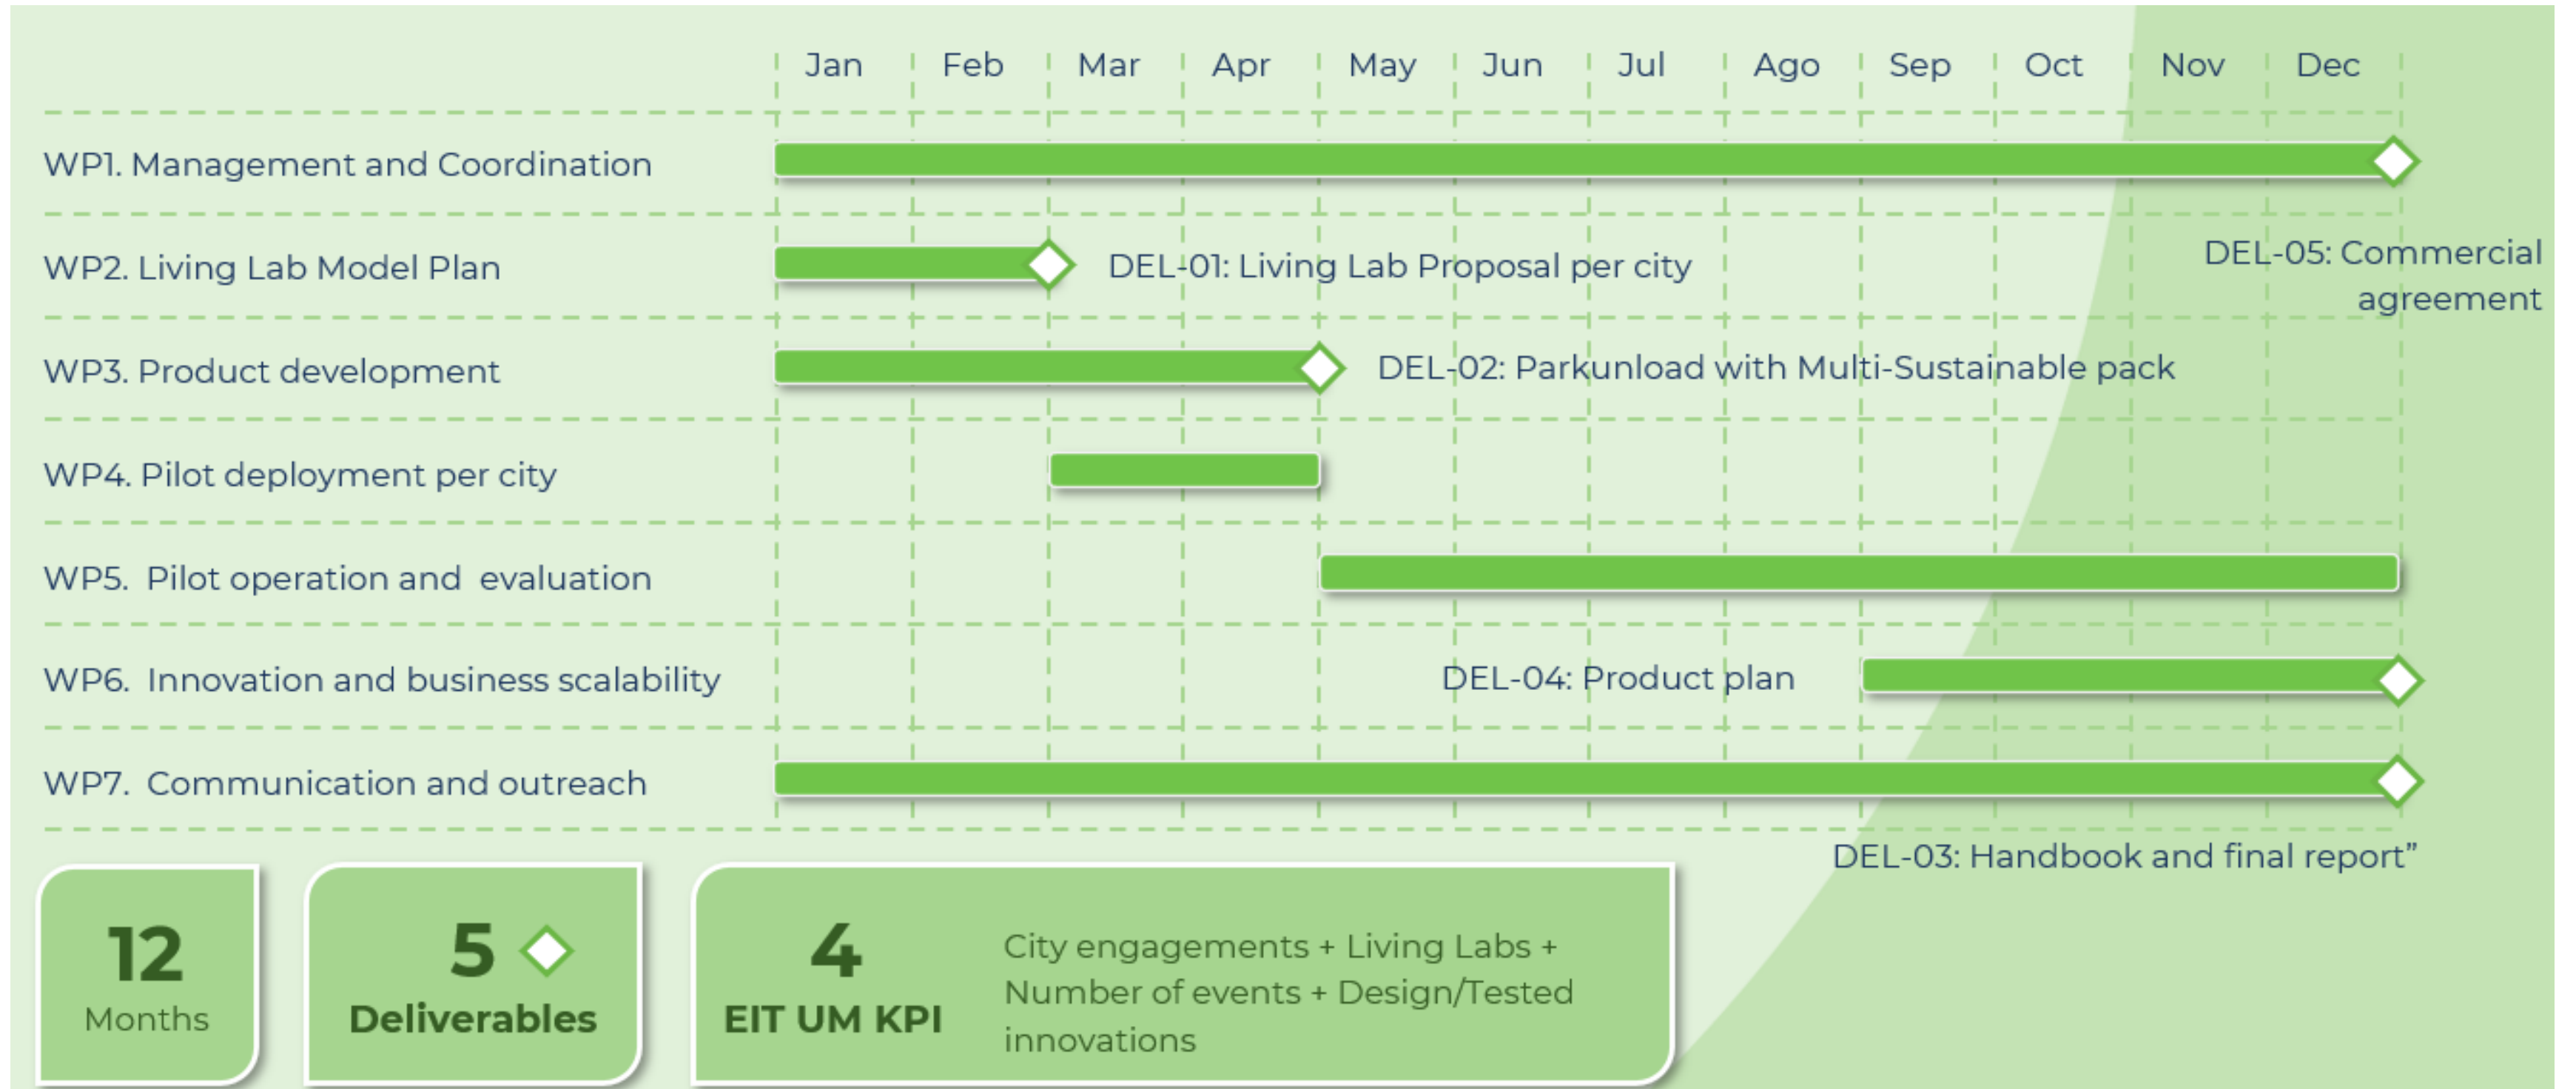 Jan Feb Mar Apr May Jun Jul Ago Sep Oct Nov Dec
WP1. Management and Coordination
WP2. Living Lab Model Plan
DEL-01: Living Lab Proposal per city
DEL-05: Commercial
agreement
WP3. Product development
DEL-02: Parkunload with Multi-Sustainable pack
WP4. Pilot deployment per city
WP5. Pilot operation and evaluation
WP6. Innovation and business scalability
DEL-04: Product plan
WP7. Communication and outreach
DEL-03: Handbook and final report”
12
Months
5
Deliverables
4
EIT UM KPI
City engagements + Living Labs +
Number of events + Design/Tested
innovations